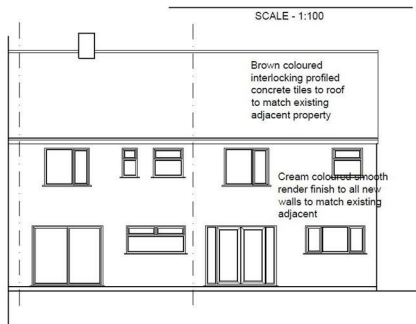 SCALE - 1:100
Brown coloured
interlocking profiled
concrete tiles to roof
to match existing
adjacent property
Cream coloured smooth
render finish to all new
walls to match existing
adjacent